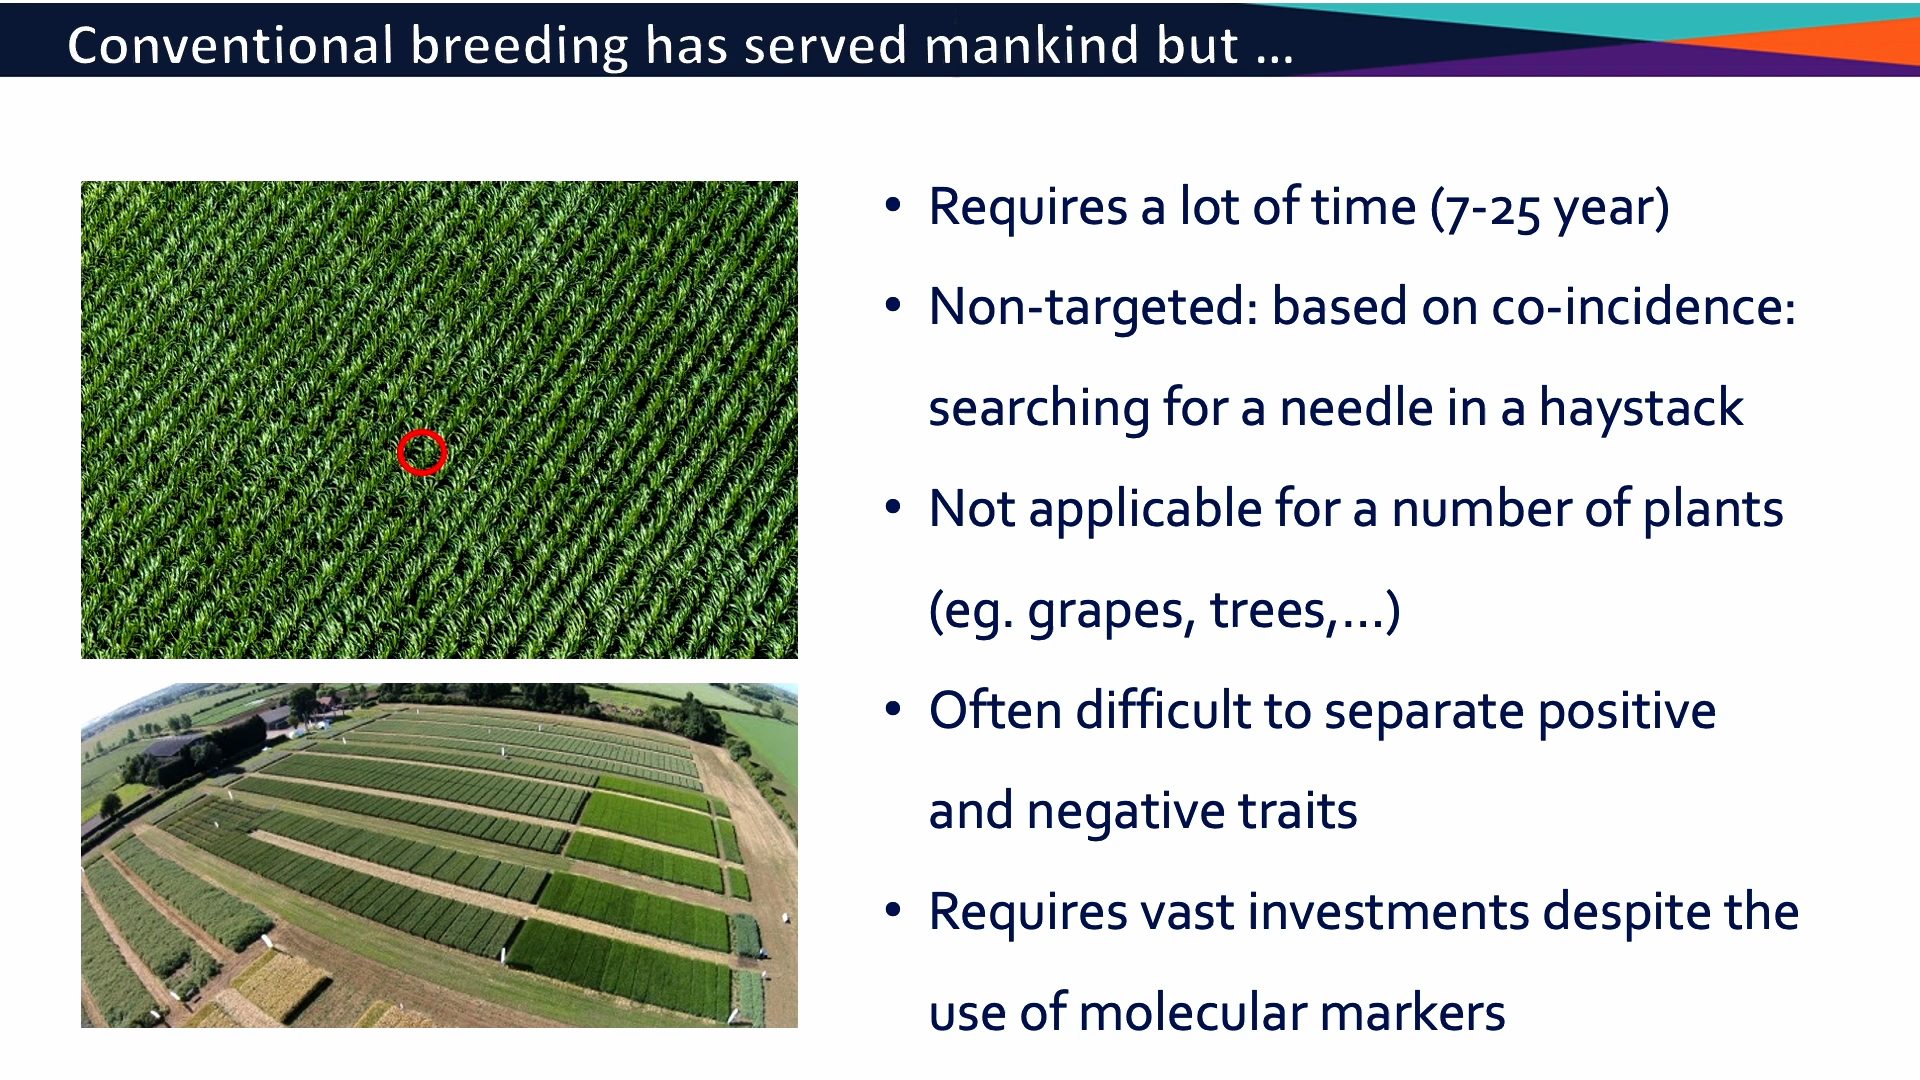 Conventional breeding has served mankind but ...
• Requires a lot of time (7-25 year)
• Non-targeted: based on co-incidence:
searching for a needle in a haystack
• Not applicable for a number of plants
(eg. grapes, trees,...)
• Often difficult to separate positive
and negative traits
• Requires vast investments despite the
use of molecular markers